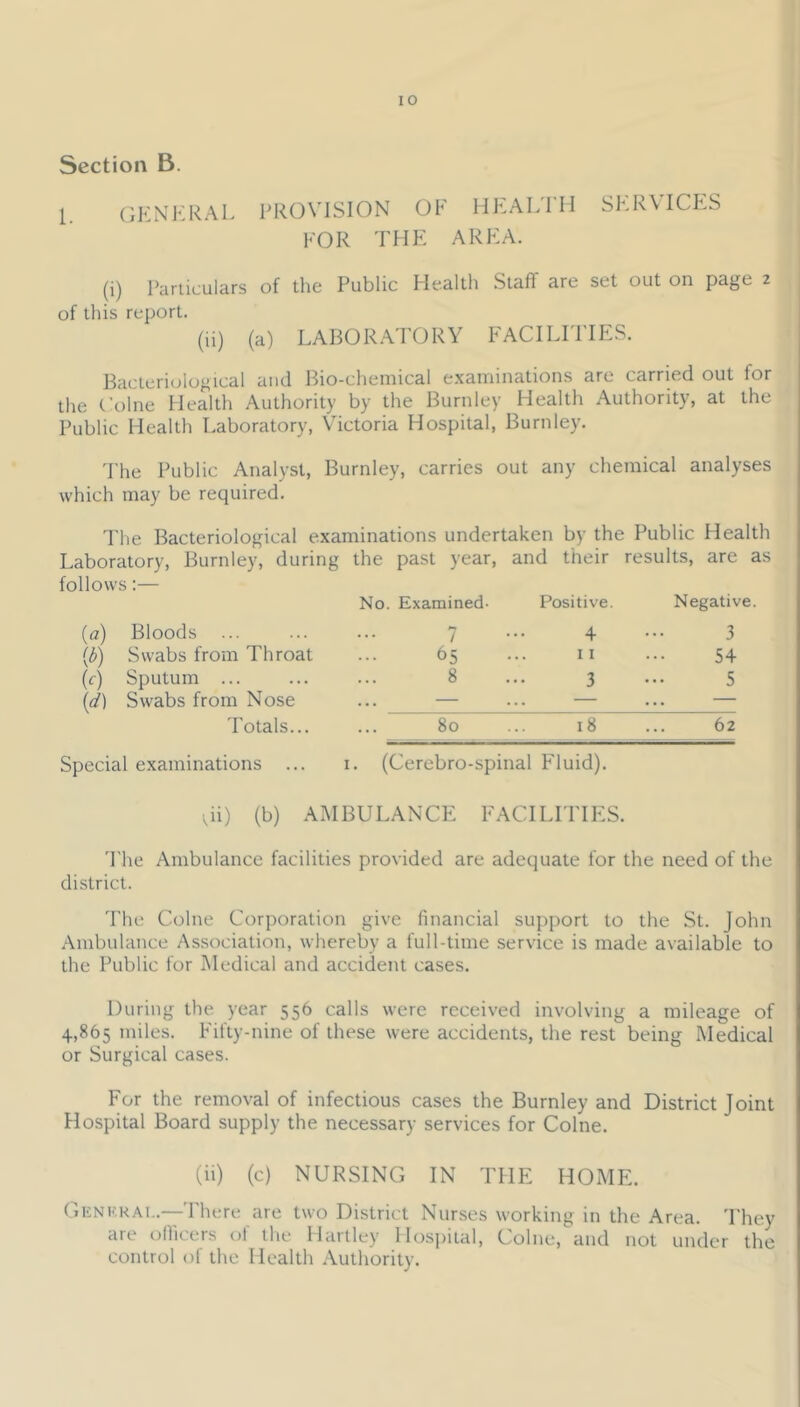 10
Section B.
1. GENERAL PROVISION OF HEALTH SERVICES
FOR THE AREA.
(i) Particulars of the Public Health Staff are set out on page 2
of this report.
(ii) (a) LABORATORY FACILITIES.
Bacteriological and Bio-chemical examinations are carried out for
the Colne Health Authority by the Burnley Health Authority, at the
Public Health Laboratory, Victoria Hospital, Burnley.
The Public Analyst, Burnley, carries out any chemical analyses
which may be required.
The Bacteriological examinations undertaken by the Public Health
Laboratory, Burnley, during the past year, and their results, are as
follows:—
No. Examined. Positive. Negative.
(a) Bloods ... ... ... 7 ... 4 ... 3
(b) Swabs from Throat ... 65 ... 11 ... 54
(c) Sputum ... ... ... 8 ... 3 ... 5
(d) Swabs from Nose ... — ... — ... —
Totals... ... 80 ... 18 ... 62
Special examinations ... 1. (Cerebro-spinal Fluid).
(ii) (b) AMBULANCE FACILITIES.
The Ambulance facilities provided are adequate for the need of the
district.
The Colne Corporation give financial support to the St. John
Ambulance Association, whereby a full-time service is made available to
the Public for Medical and accident cases.
During the year 556 calls were received involving a mileage of
4,865 miles. Fifty-nine of these were accidents, the rest being Medical
or Surgical cases.
For the removal of infectious cases the Burnley and District Joint
Hospital Board supply the necessary services for Colne.
(ii) (c) NURSING IN THE HOME.
GENERAL.—There are two District Nurses working in the Area. They
are officers of the Hartley Hospital, Colne, and not under the
control of the Health Authority.